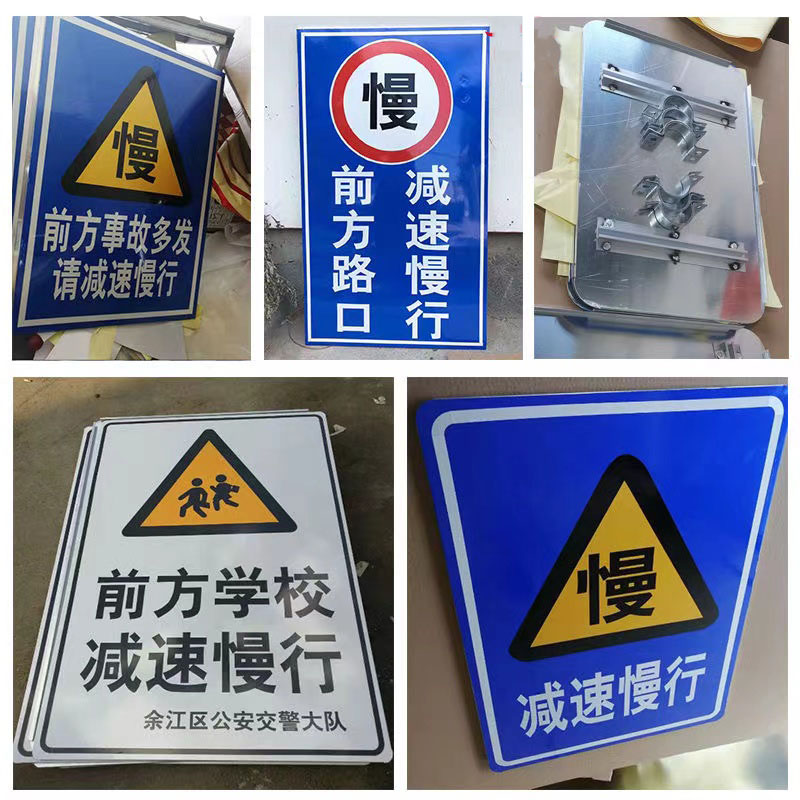 慢
前方事故多发
请减速慢行
慢
前方路口
减速慢行
前方学校
减速慢行
余江区公安交警大队
慢
减速慢行